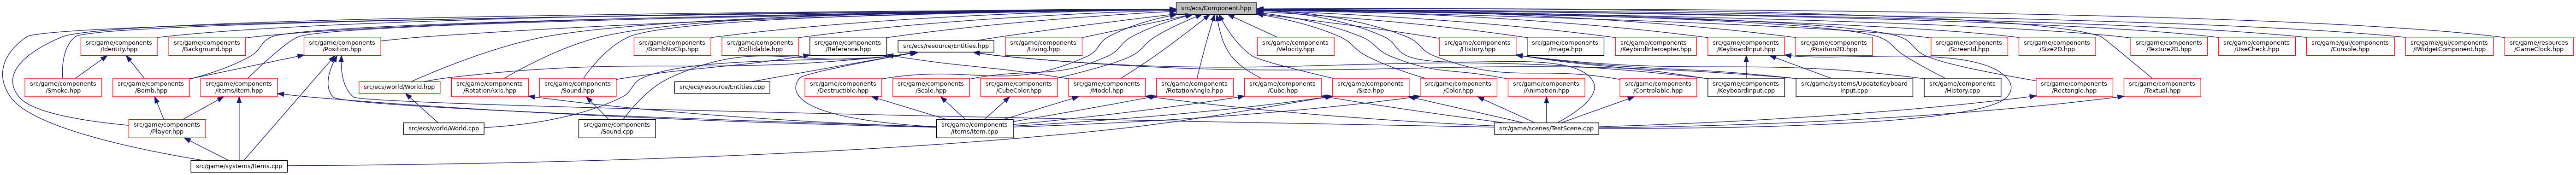 src/ecs/Component.hpp
src/game/components
/Identity.hpp
src/game/components
/Background.hpp
src/game/components
/Position.hpp
src/game/components
/BombNoClip.hpp
src/game/components
/Collidable.hpp
src/game/components
/Reference.hpp
src/ecs/resource/Entities.hpp
src/game/components
/Living.hpp
src/game/components
/Velocity.hpp
src/game/components
/History.hpp
src/game/components
/Image.hpp
src/game/components
/KeybindIntercepter.hpp
src/game/components
/KeyboardInput.hpp
src/game/components
/Position2D.hpp
src/game/components
/ScreenId.hpp
src/game/components
/Size2D.hpp
src/game/components
/Texture2D.hpp
src/game/components
/UseCheck.hpp
src/game/gui/components
/Console.hpp
src/game/gui/components
/WidgetComponent.hpp
src/game/resources
/GameClock.hpp
src/game/components
/Smoke.hpp
src/game/components
/Bomb.hpp
src/game/components
/items/Item.hpp
src/ecs/world/World.hpp
src/game/components
/RotationAxis.hpp
src/game/components
/Sound.hpp
src/ecs/resource/Entities.cpp
src/game/components
/Destructible.hpp
src/game/components
/Scale.hpp
src/game/components
/CubeColor.hpp
src/game/components
/Model.hpp
src/game/components
/RotationAngle.hpp
src/game/components
/Cube.hpp
src/game/components
/Size.hpp
src/game/components
/Color.hpp
src/game/components
/Animation.hpp
src/game/components
/Controlable.hpp
src/game/components
/KeyboardInput.cpp
src/game/systems/UpdateKeyboard
Input.cpp
src/game/components
/History.cpp
src/game/components
/Rectangle.hpp
src/game/components
/Textual.hpp
src/game/components
/Player.hpp
src/ecs/world/World.cpp
src/game/components
/Sound.cpp
src/game/components
items/Item.cpp
src/game/scenes/TestScene.cpp
src/game/systems/Items.cpp